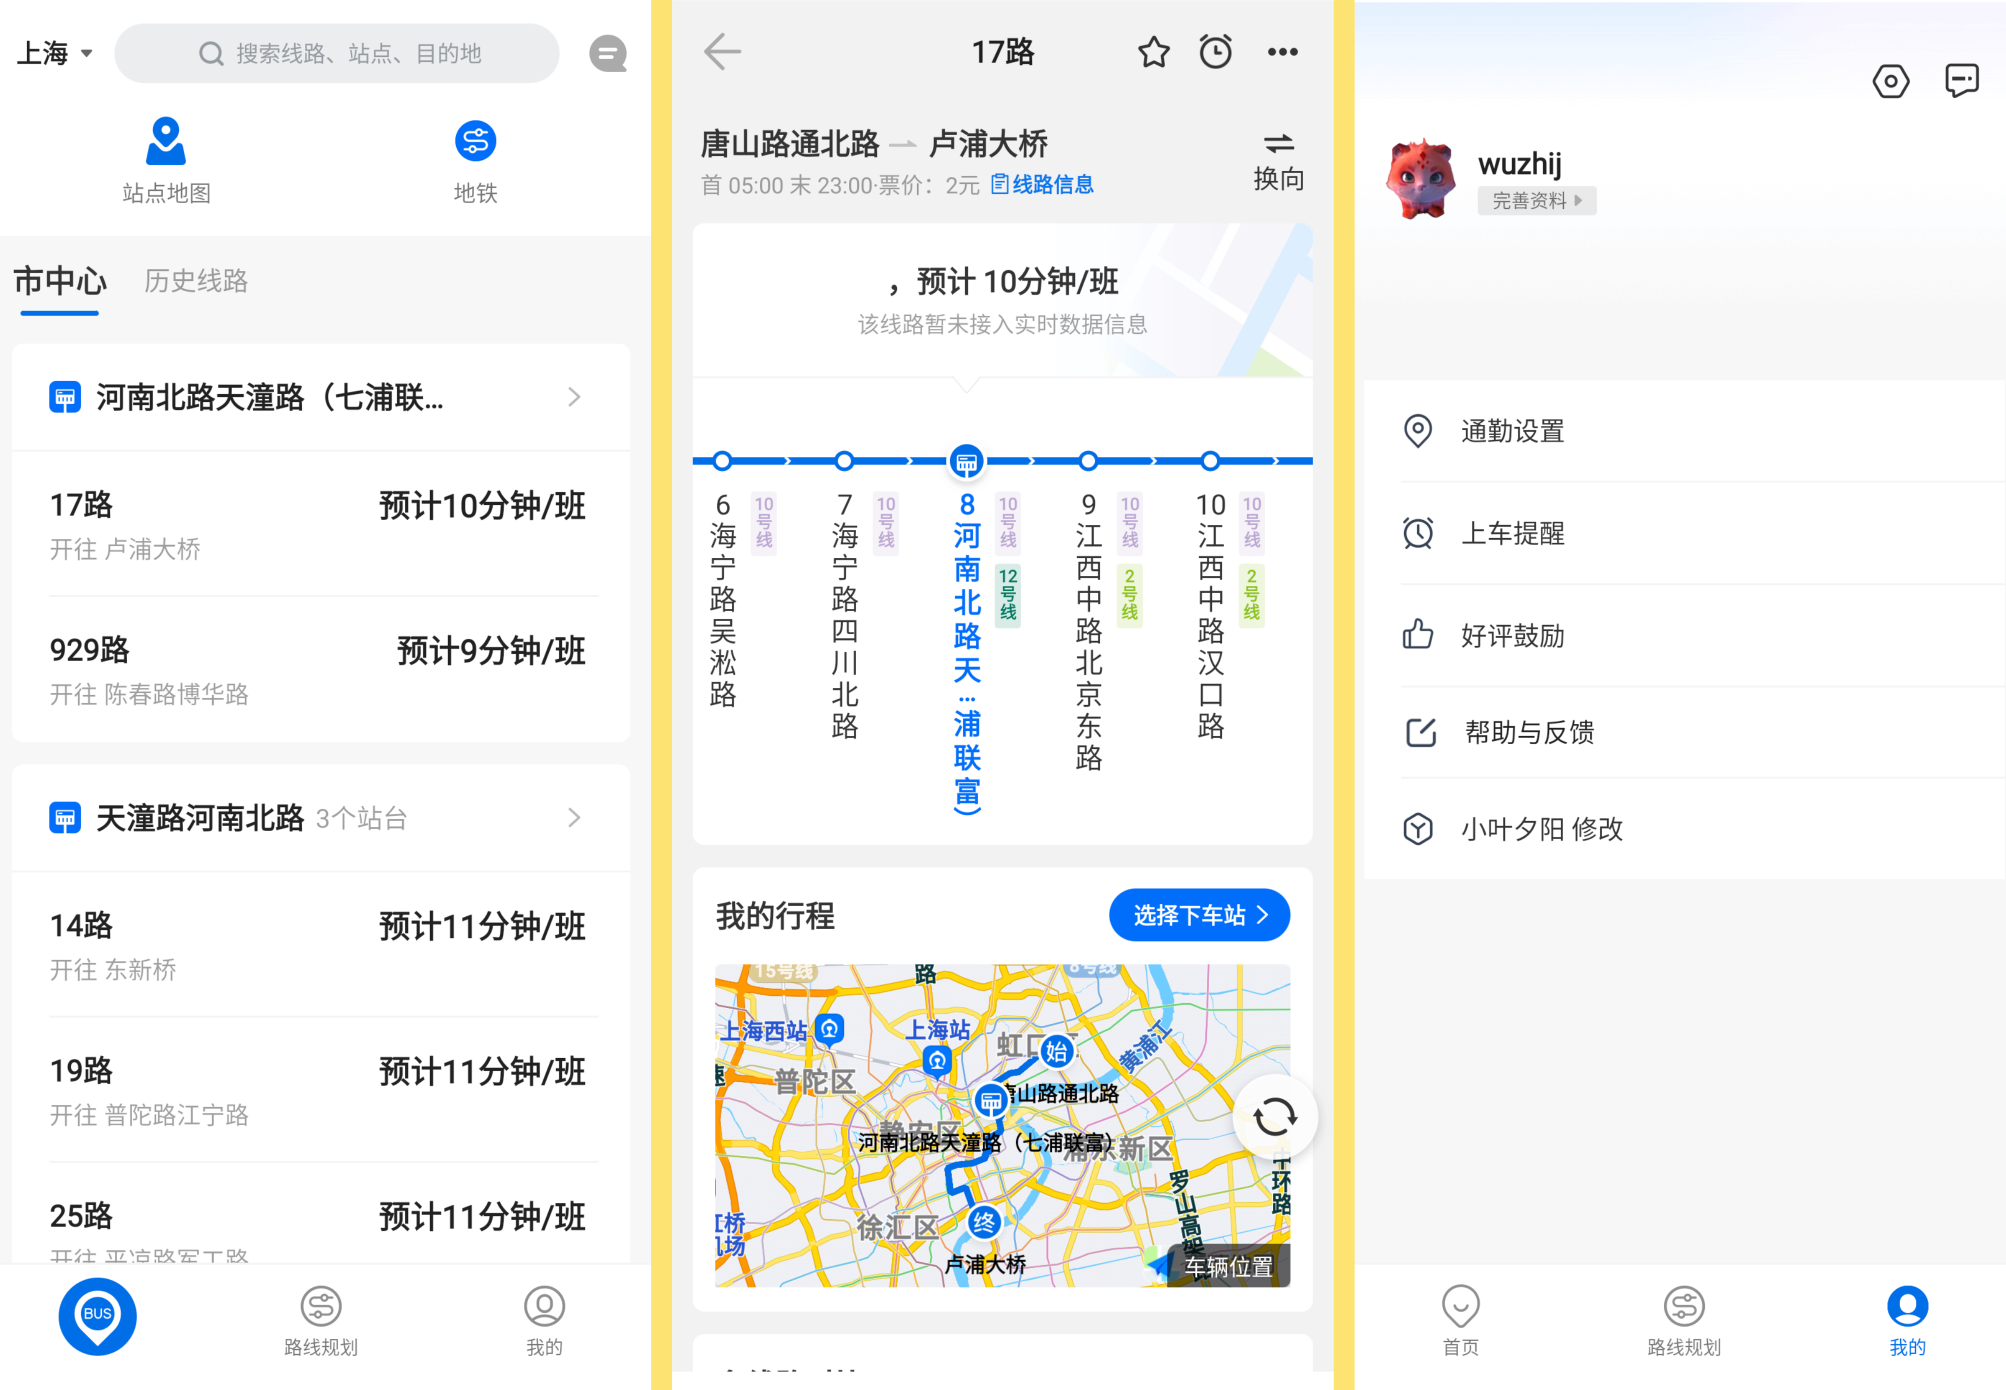 上海
搜索线路、站点、目的地
站点地图
地铁
市中心
历史线路
河南北路天潼路（七浦联...
17路
预计10分钟/班
开往 卢浦大桥
929路
预计9分钟/班
开往 陈春路博华路
天潼路河南北路 3个站台
14路
预计11分钟/班
开往 东新桥
19路
预计11分钟/班
开往 普陀路江宁路
25路
预计11分钟/班
开往 平凉路军工路
BUS
路线规划
我的
17路
唐山路通北路
卢浦大桥
换向
首 05:00 末 23:00·票价：2元
线路信息
，预计 10分钟/班
该线路暂未接入实时数据信息
6
海宁路吴淞路
10号线
7
海宁路四川北路
10号线
8
河南北路天...浦联富）
10号线
12号线
9
江西中路北京东路
10号线
2号线
10
江西中路汉口路
10号线
2号线
我的行程
选择下车站
15号线
路
8号线
上海西站
上海站
虹口区
始
黄浦江
普陀区
唐山路通北路
静安区
河南北路天潼路（七浦联富）
浦东新区
中环路
罗山高架路
徐汇区
终
虹桥机场
卢浦大桥
车辆位置
wuzhij
完善资料
通勤设置
上车提醒
好评鼓励
帮助与反馈
小叶夕阳 修改
首页
路线规划
我的